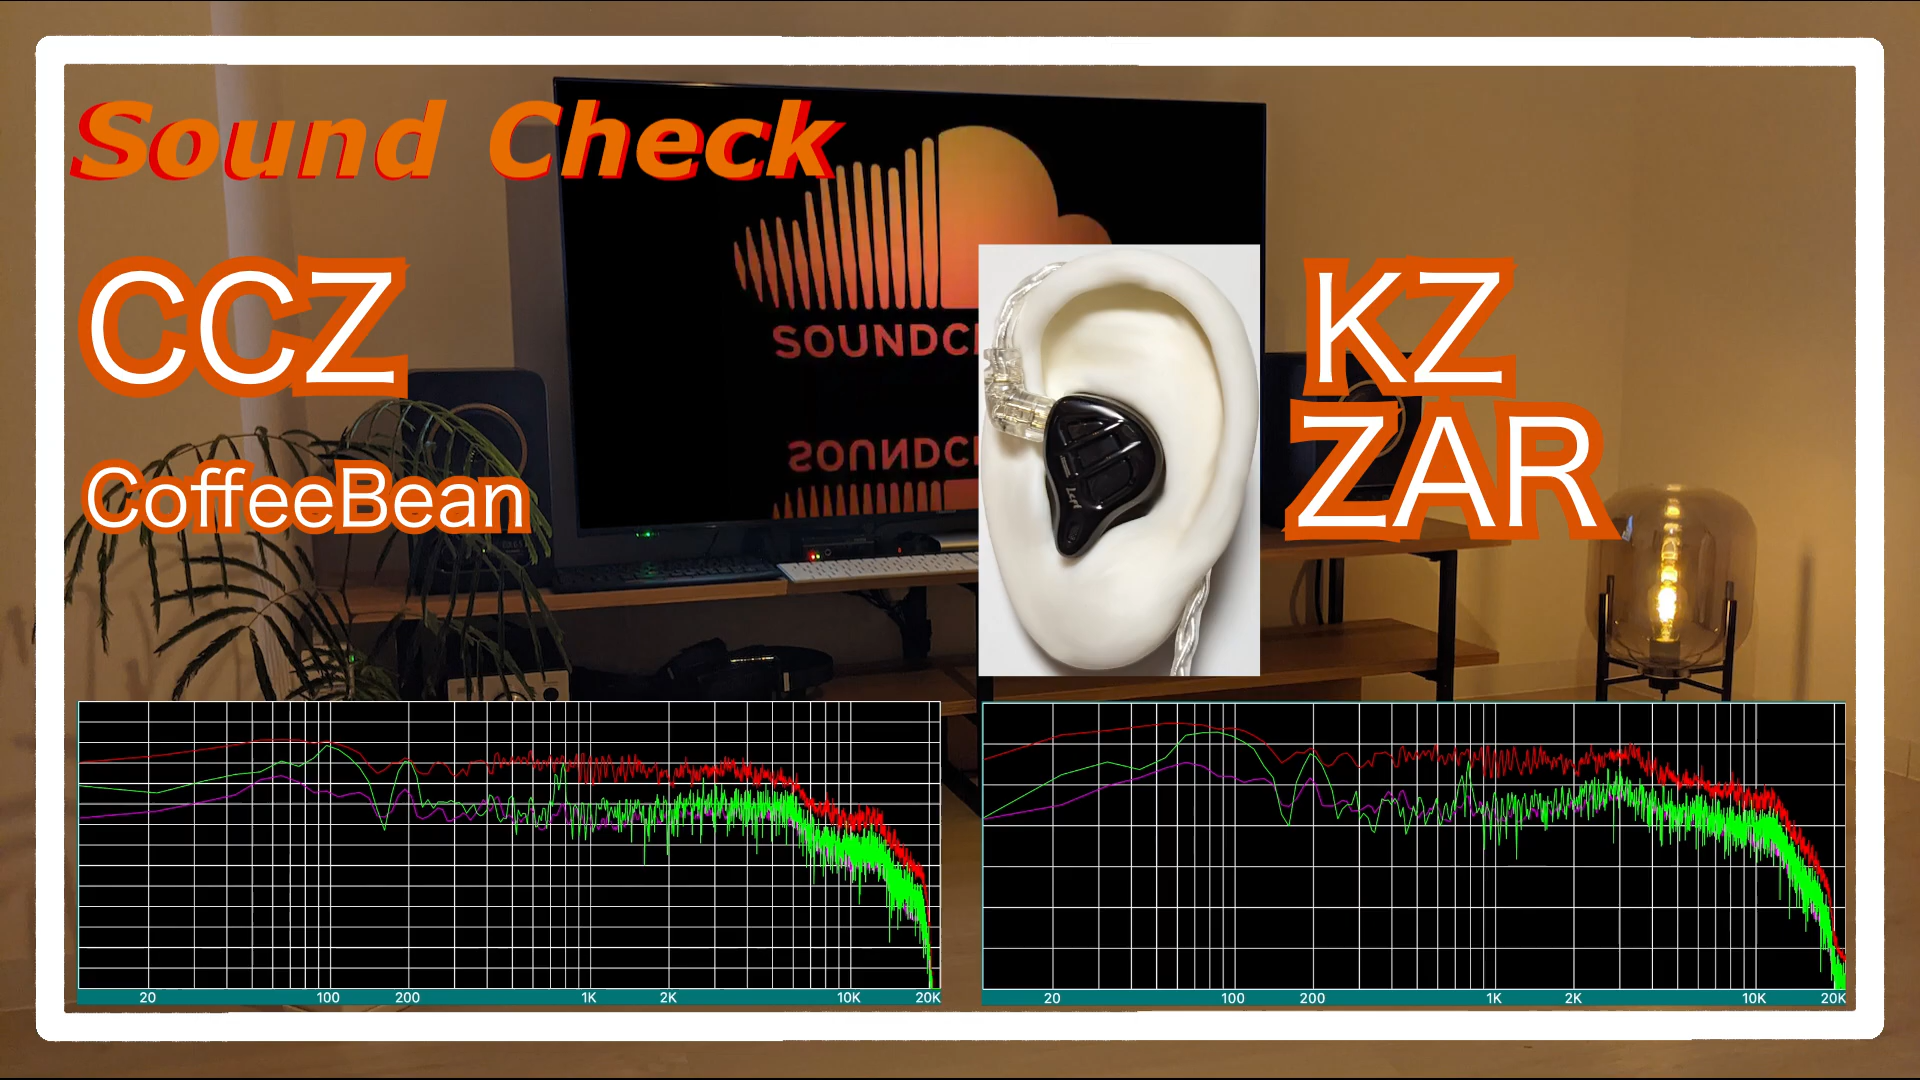 Sound Check
CCZ
CoffeeBean
SOUNDCL
SOUNDCL
KZ
ZAR
Left
20 100 200 1K 2K 10K 20K
20 100 200 1K 2K 10K 20K